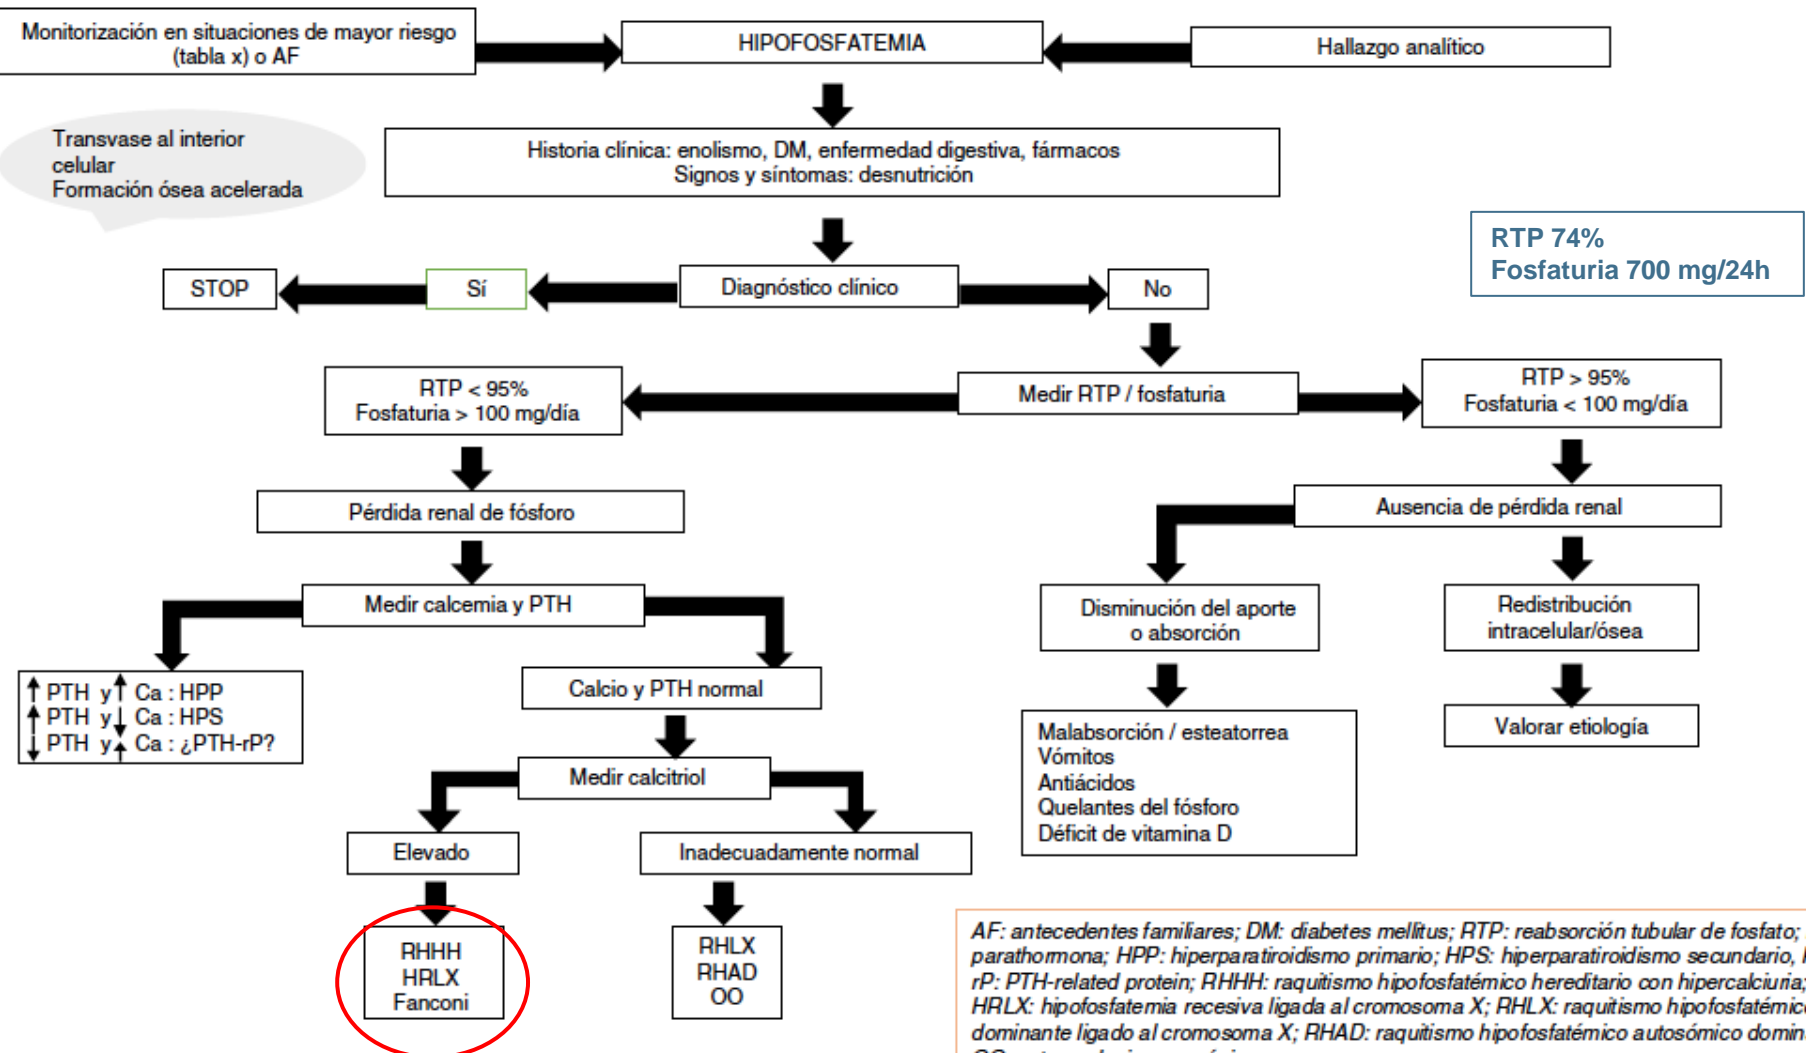 Monitorización en situaciones de mayor riesgo
(tabla x) o AF
HIPOFOSFATEMIA
Hallazgo analítico
Transvase al interior
celular
Formación ósea acelerada
Historia clínica: enolismo, DM, enfermedad digestiva, fármacos
Signos y síntomas: desnutrición
RTP 74%
Fosfaturia 700 mg/24h
STOP
Sí
Diagnóstico clínico
No
RTP < 95%
Fosfaturia > 100 mg/día
Medir RTP / fosfaturia
RTP > 95%
Fosfaturia < 100 mg/día
Pérdida renal de fósforo
Ausencia de pérdida renal
Medir calcemia y PTH
Disminución del aporte
o absorción
Redistribución
intracelular/ósea
↑ PTH y ↑ Ca : HPP
↑ PTH y ↓ Ca : HPS
↓ PTH y ↑ Ca : ¿PTH-rP?
Calcio y PTH normal
Malabsorción / esteatorrea
Vómitos
Antiácidos
Quelantes del fósforo
Déficit de vitamina D
Valorar etiología
Medir calcitriol
Elevado
Inadecuadamente normal
RHHH
HRLX
Fanconi
RHLX
RHAD
OO
AF: antecedentes familiares; DM: diabetes mellitus; RTP: reabsorción tubular de fosfato;
parathormona; HPP: hiperparatiroidismo primario; HPS: hiperparatiroidismo secundario,
rP: PTH-related protein; RHHH: raquitismo hipofosfatémico hereditario con hipercalciuria;
HRLX: hipofosfatemia recesiva ligada al cromosoma X; RHLX: raquitismo hipofosfatémico
dominante ligado al cromosoma X; RHAD: raquitismo hipofosfatémico autosómico